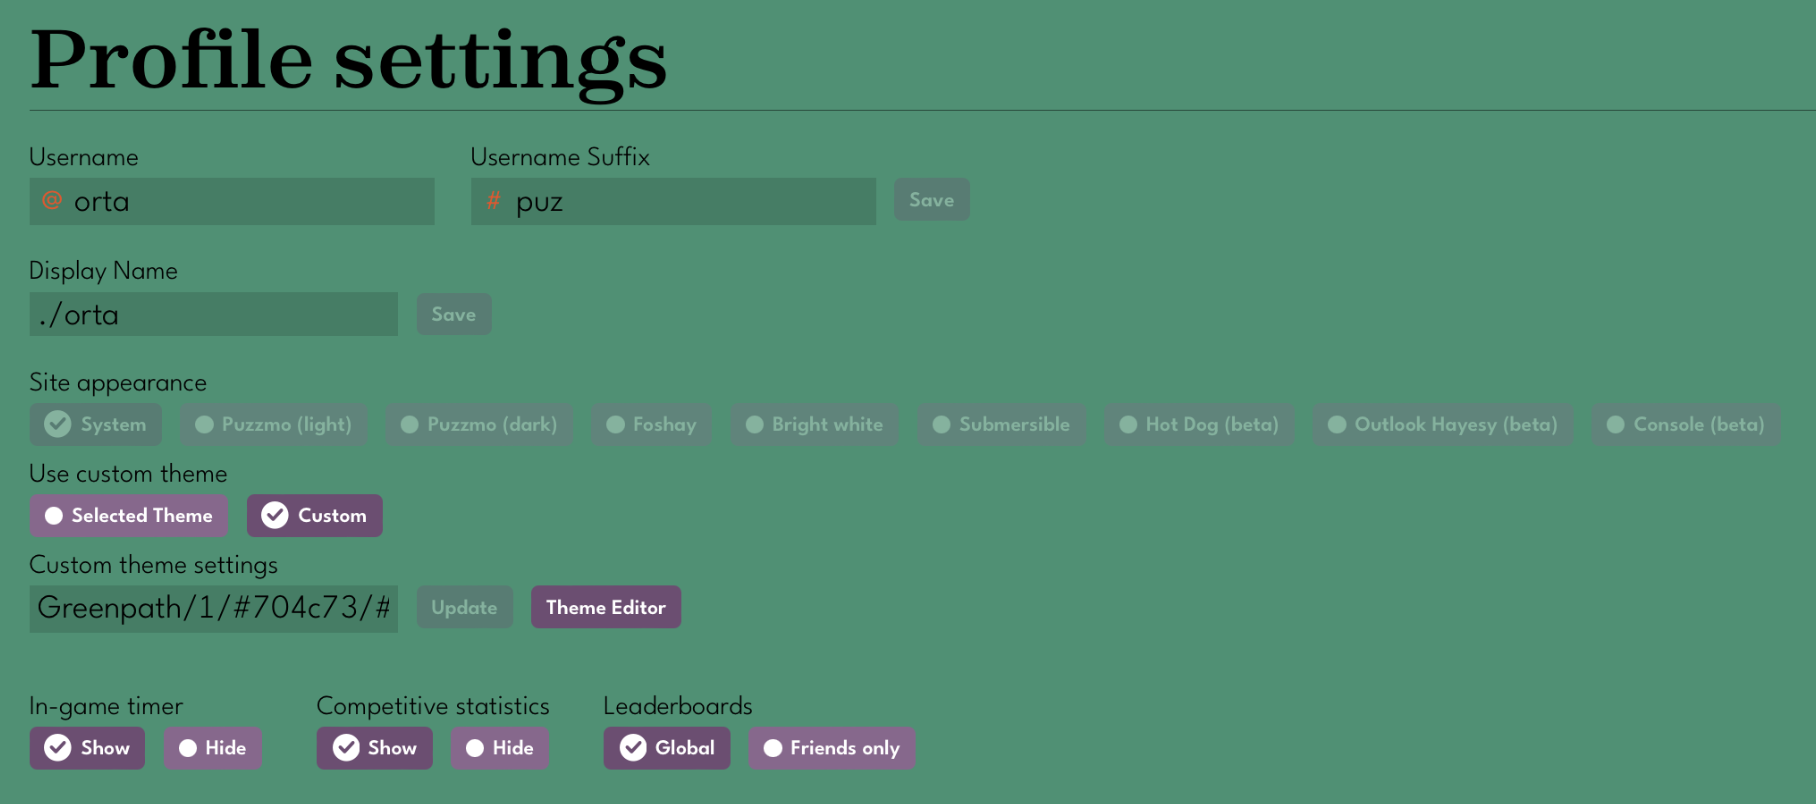 Profile settings
Username Username Suffix
@ orta # puz Save
Display Name
./orta Save
Site appearance
System Puzzmo (light) Puzzmo (dark) Foshay Bright white Submersible Hot Dog (beta) Outlook Hayesy (beta) Console (beta)
Use custom theme
Selected Theme Custom
Custom theme settings
Greenpath/1/#704c73/# Update Theme Editor
In-game timer Competitive statistics Leaderboards
Show Hide Show Hide Global Friends only